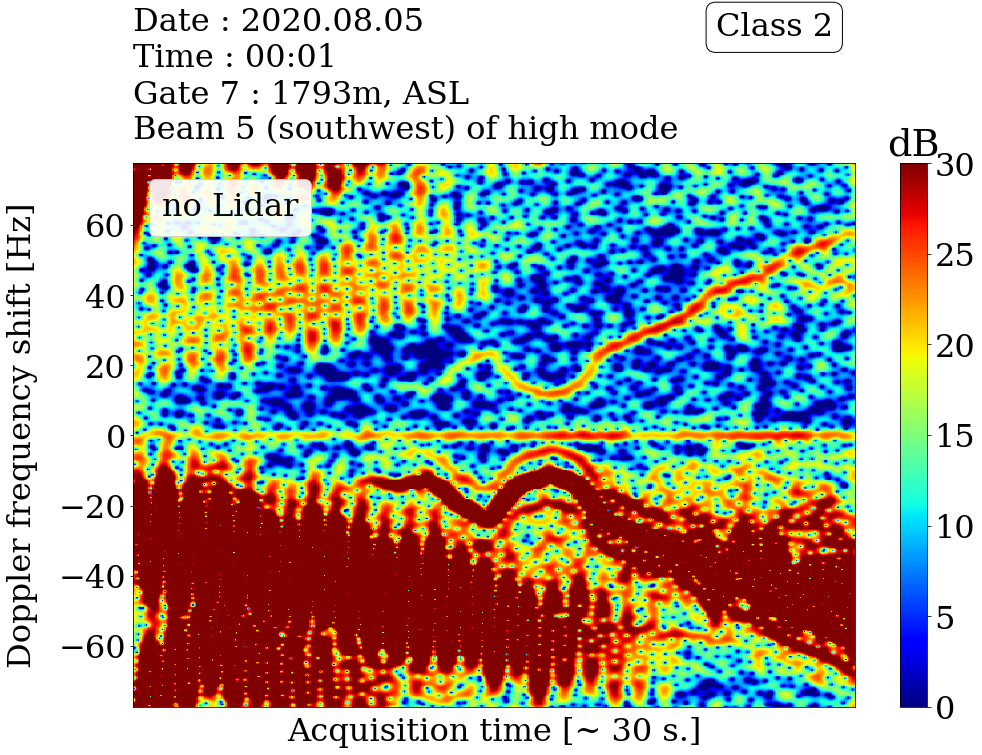 Date : 2020.08.05
Time : 00:01
Gate 7 : 1793m, ASL
Beam 5 (southwest) of high mode
Class 2
dB
no Lidar
Doppler frequency shift [Hz]
60
40
20
0
−20
−40
−60
30
25
20
15
10
5
0
Acquisition time [~ 30 s.]